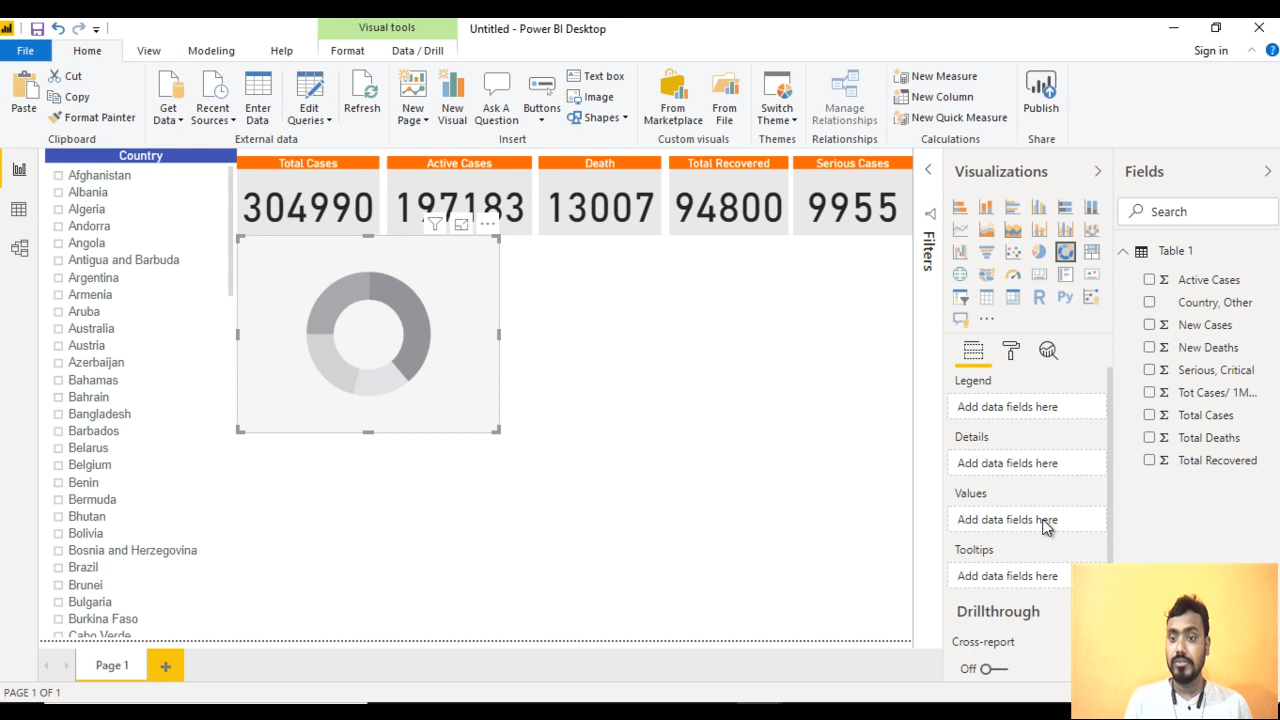 Visual tools
Untitled - Power BI Desktop
File
Home
View
Modeling
Help
Format
Data / Drill
Sign in
Paste
Cut
Copy
Format Painter
Clipboard
Get Data
Recent Sources
Enter Data
Edit Queries
Refresh
External data
New Page
New Visual
Ask A Question
Buttons
Text box
Image
Shapes
Insert
From Marketplace
From File
Custom visuals
Switch Theme
Themes
Manage Relationships
Relationships
New Measure
New Column
New Quick Measure
Calculations
Publish
Share
Country
Afghanistan
Albania
Algeria
Andorra
Angola
Antigua and Barbuda
Argentina
Armenia
Aruba
Australia
Austria
Azerbaijan
Bahamas
Bahrain
Bangladesh
Barbados
Belarus
Belgium
Benin
Bermuda
Bhutan
Bolivia
Bosnia and Herzegovina
Brazil
Brunei
Bulgaria
Burkina Faso
Cabo Verde
Total Cases
304990
Active Cases
197183
Death
13007
Total Recovered
94800
Serious Cases
9955
Filters
Visualizations
R
Py
Legend
Add data fields here
Details
Add data fields here
Values
Add data fields here
Tooltips
Add data fields here
Drillthrough
Cross-report
Off
Fields
Search
Table 1
Active Cases
Country, Other
New Cases
New Deaths
Serious, Critical
Tot Cases/ 1M...
Total Cases
Total Deaths
Total Recovered
Page 1
PAGE 1 OF 1